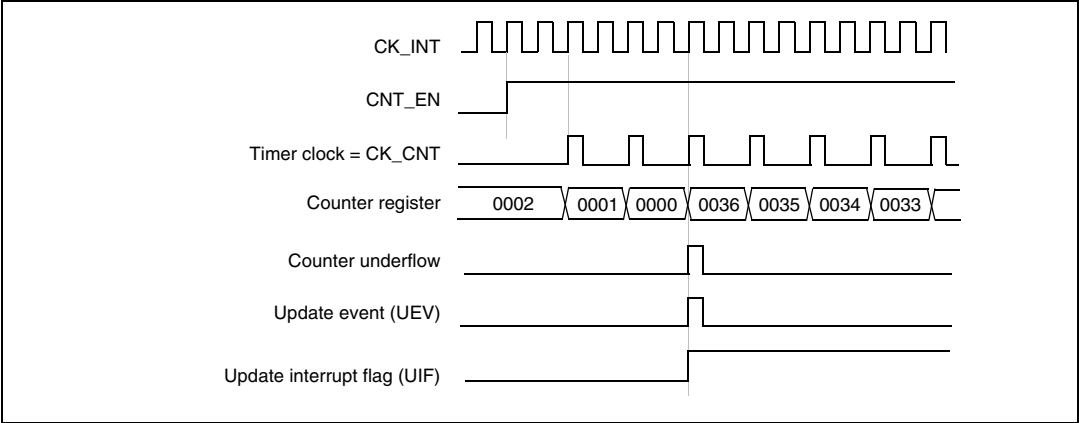 CK_INT
CNT_EN
Timer clock = CK_CNT
Counter register 0002 0001 0000 0036 0035 0034 0033
Counter underflow
Update event (UEV)
Update interrupt flag (UIF)